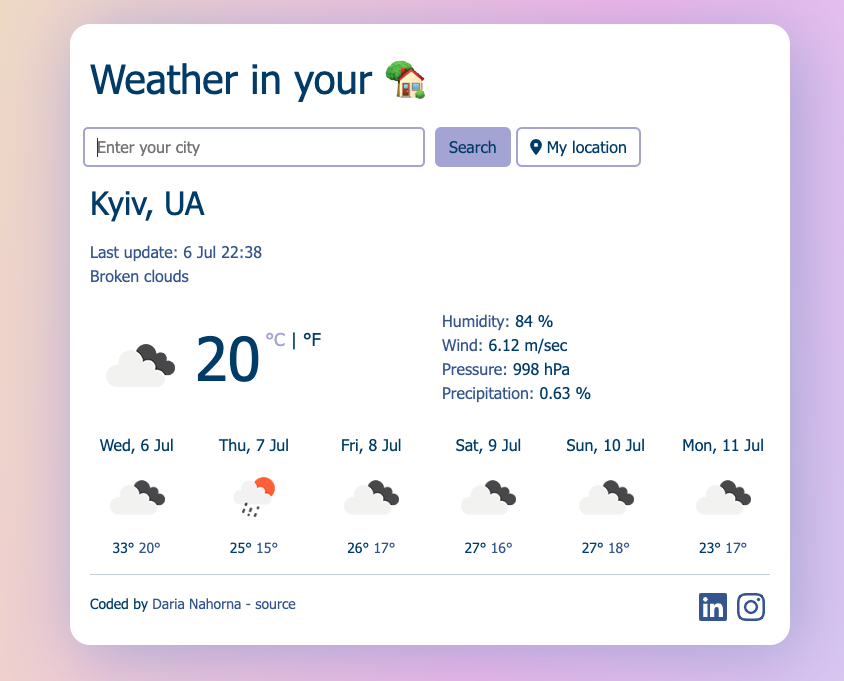 Weather in your
Enter your city
Search
My location
Kyiv, UA
Last update: 6 Jul 22:38
Broken clouds
20 °C | °F
Humidity: 84 %
Wind: 6.12 m/sec
Pressure: 998 hPa
Precipitation: 0.63 %
Wed, 6 Jul
Thu, 7 Jul
Fri, 8 Jul
Sat, 9 Jul
Sun, 10 Jul
Mon, 11 Jul
33° 20°
25° 15°
26° 17°
27° 16°
27° 18°
23° 17°
Coded by Daria Nahorna - source
in